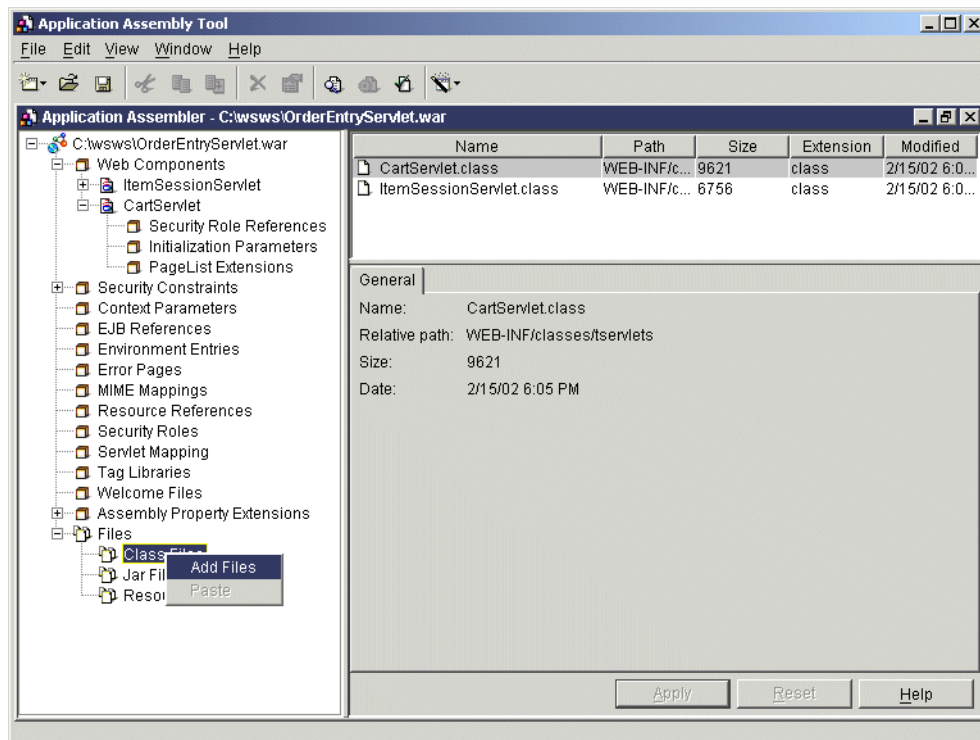 Application Assembly Tool
File Edit View Window Help
Application Assembler - C:\wsws\OrderEntryServlet.war
C:\wsws\OrderEntryServlet.war
Web Components
ItemSessionServlet
CartServlet
Security Role References
Initialization Parameters
PageList Extensions
Security Constraints
Context Parameters
EJB References
Environment Entries
Error Pages
MIME Mappings
Resource References
Security Roles
Servlet Mapping
Tag Libraries
Welcome Files
Assembly Property Extensions
Files
Class Files
Jar Fil
Resou
Add Files
Paste
Name Path Size Extension Modified
CartServlet.class WEB-INF/c... 9621 class 2/15/02 6:0...
ItemSessionServlet.class WEB-INF/c... 6756 class 2/15/02 6:0...
General
Name: CartServlet.class
Relative path: WEB-INF/classes/tservlets
Size: 9621
Date: 2/15/02 6:05 PM
Apply Reset Help